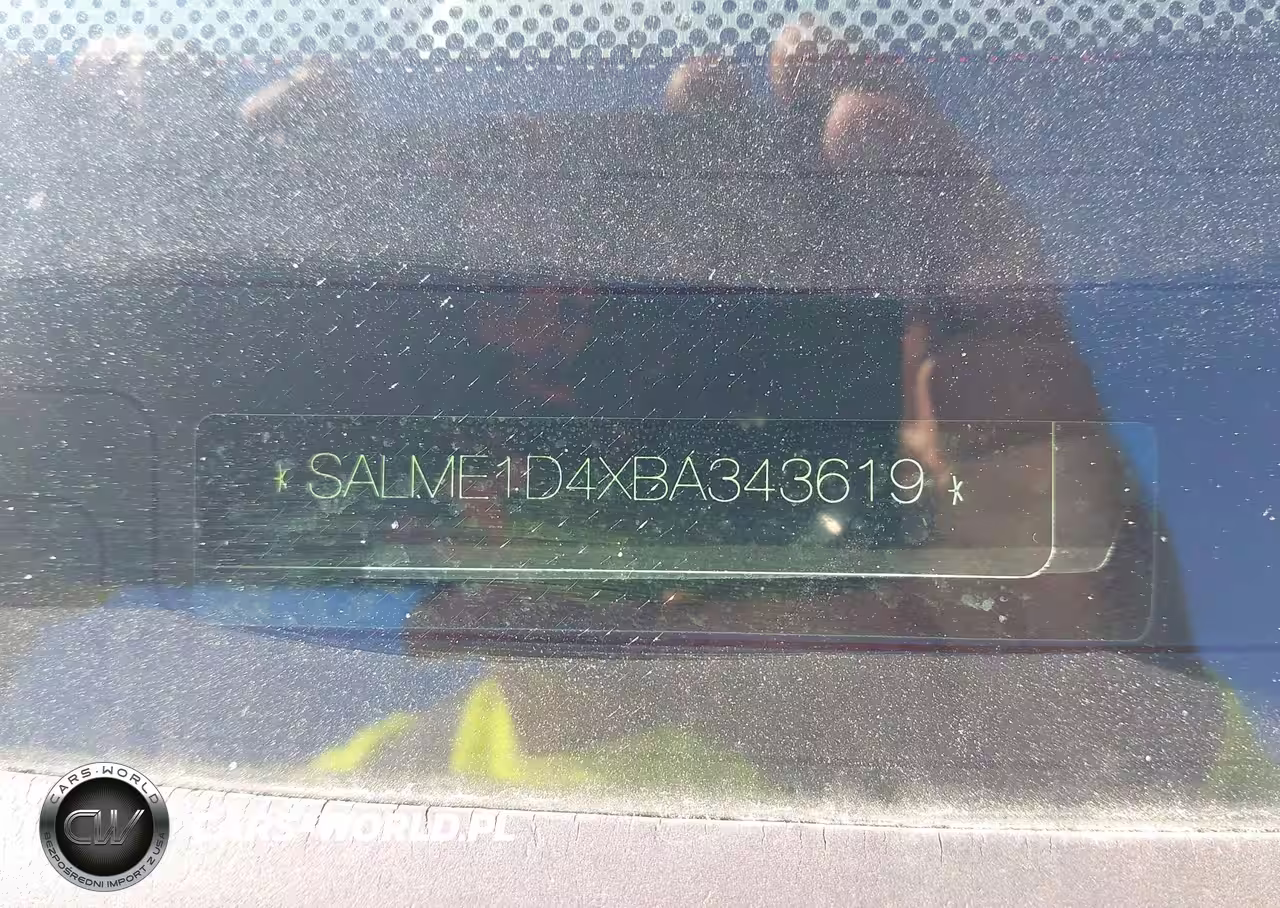 * SALME1D4XBA343619 *
CARS-WORLD
CW
BEZPOŚREDNI IMPORT Z USA
CARS-WORLD.PL